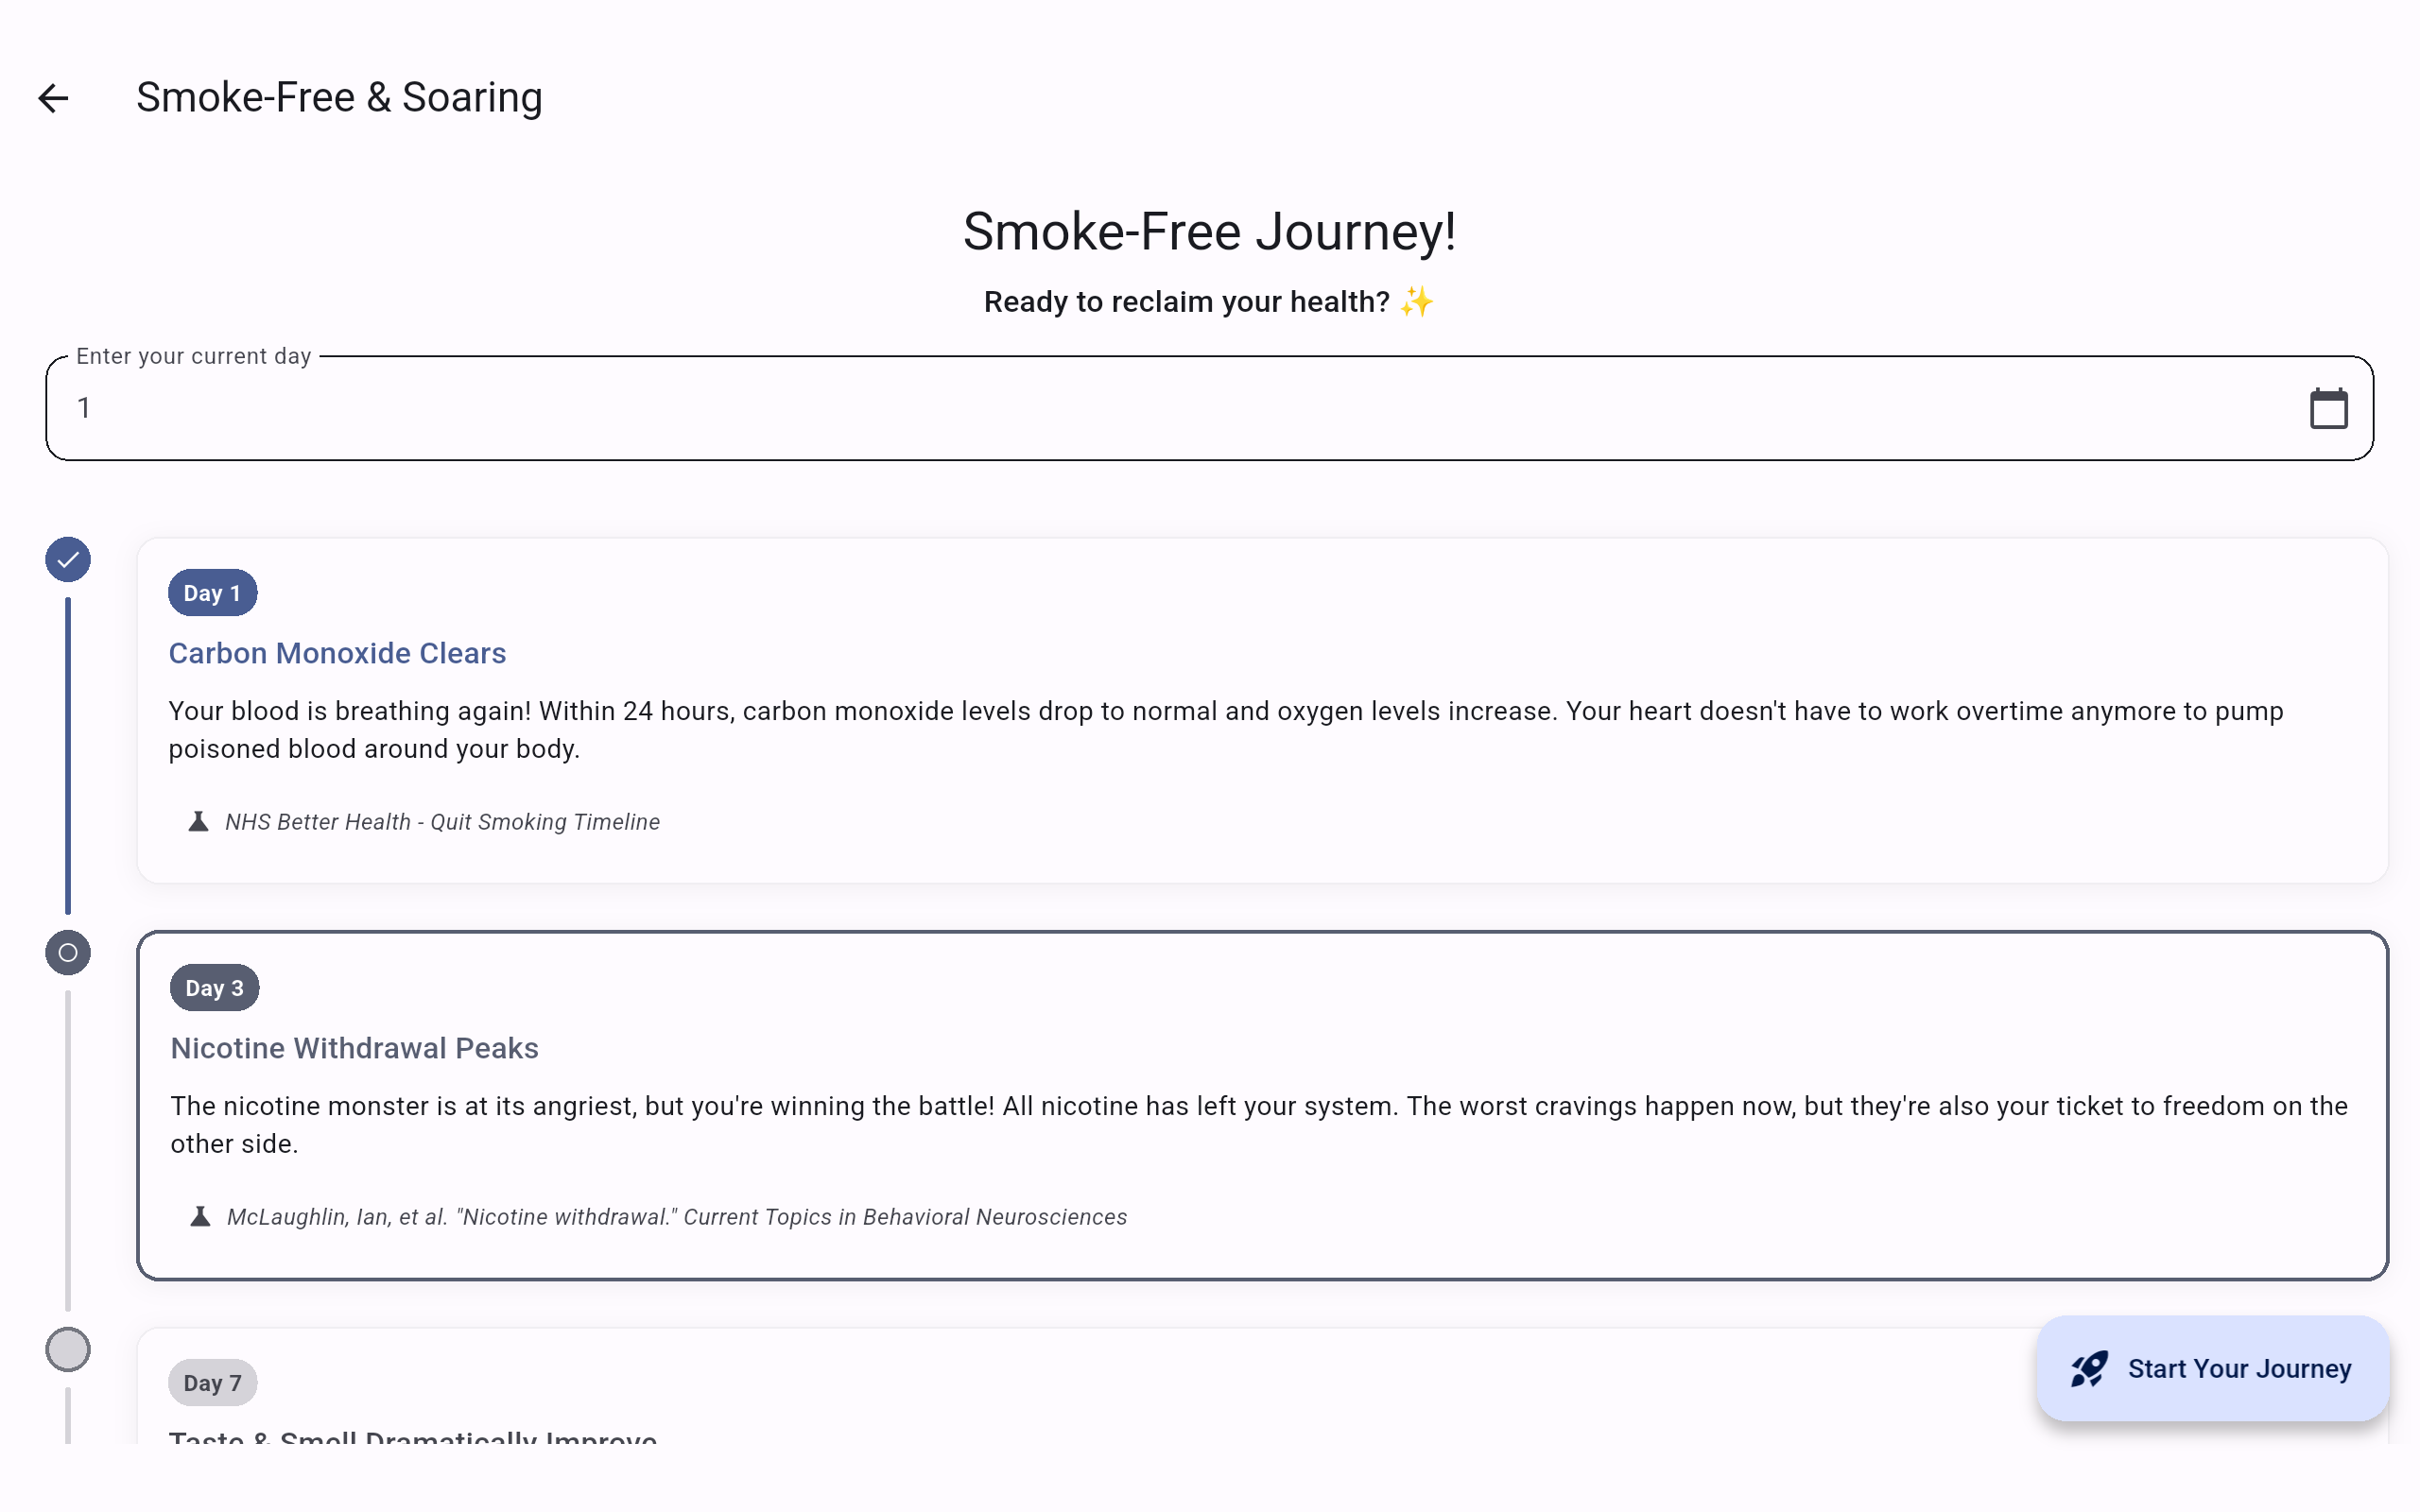 Smoke-Free & Soaring
Smoke-Free Journey!
Ready to reclaim your health? ✨
Enter your current day
1
Day 1
Carbon Monoxide Clears
Your blood is breathing again! Within 24 hours, carbon monoxide levels drop to normal and oxygen levels increase. Your heart doesn't have to work overtime anymore to pump
poisoned blood around your body.
NHS Better Health - Quit Smoking Timeline
Day 3
Nicotine Withdrawal Peaks
The nicotine monster is at its angriest, but you're winning the battle! All nicotine has left your system. The worst cravings happen now, but they're also your ticket to freedom on the
other side.
McLaughlin, Ian, et al. "Nicotine withdrawal." Current Topics in Behavioral Neurosciences
Day 7
Start Your Journey
Taste & Smell Dramatically Improve